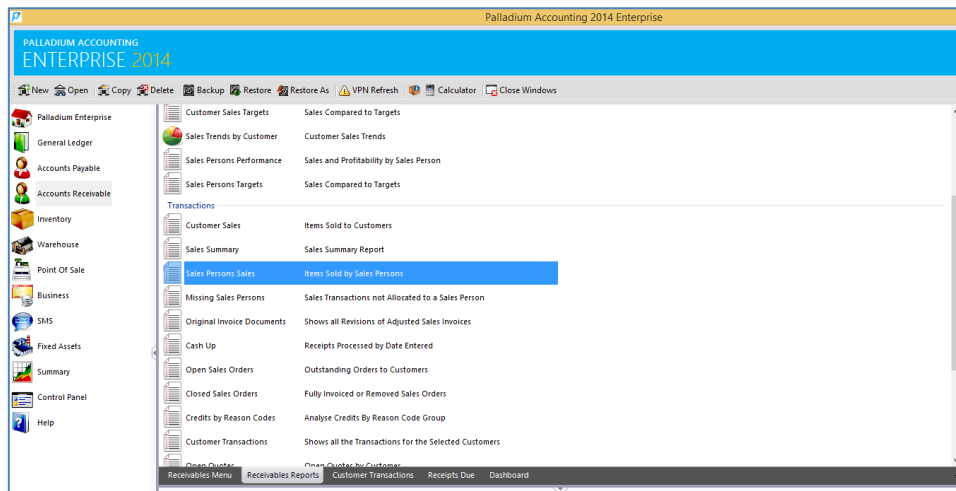 Palladium Accounting 2014 Enterprise
PALLADIUM ACCOUNTING
ENTERPRISE 2014
New Open Copy Delete Backup Restore Restore As VPN Refresh Calculator Close Windows
Palladium Enterprise
General Ledger
Accounts Payable
Accounts Receivable
Inventory
Warehouse
Point Of Sale
Business
SMS
Fixed Assets
Summary
Control Panel
Help
Customer Sales Targets Sales Compared to Targets
Sales Trends by Customer Customer Sales Trends
Sales Persons Performance Sales and Profitability by Sales Person
Sales Persons Targets Sales Compared to Targets
Transactions
Customer Sales Items Sold to Customers
Sales Summary Sales Summary Report
Sales Persons Sales Items Sold by Sales Persons
Missing Sales Persons Sales Transactions not Allocated to a Sales Person
Original Invoice Documents Shows all Revisions of Adjusted Sales Invoices
Cash Up Receipts Processed by Date Entered
Open Sales Orders Outstanding Orders to Customers
Closed Sales Orders Fully Invoiced or Removed Sales Orders
Credits by Reason Codes Analyse Credits By Reason Code Group
Customer Transactions Shows all the Transactions for the Selected Customers
Open Quotes Open Quotes by Customer
Receivables Menu Receivables Reports Customer Transactions Receipts Due Dashboard